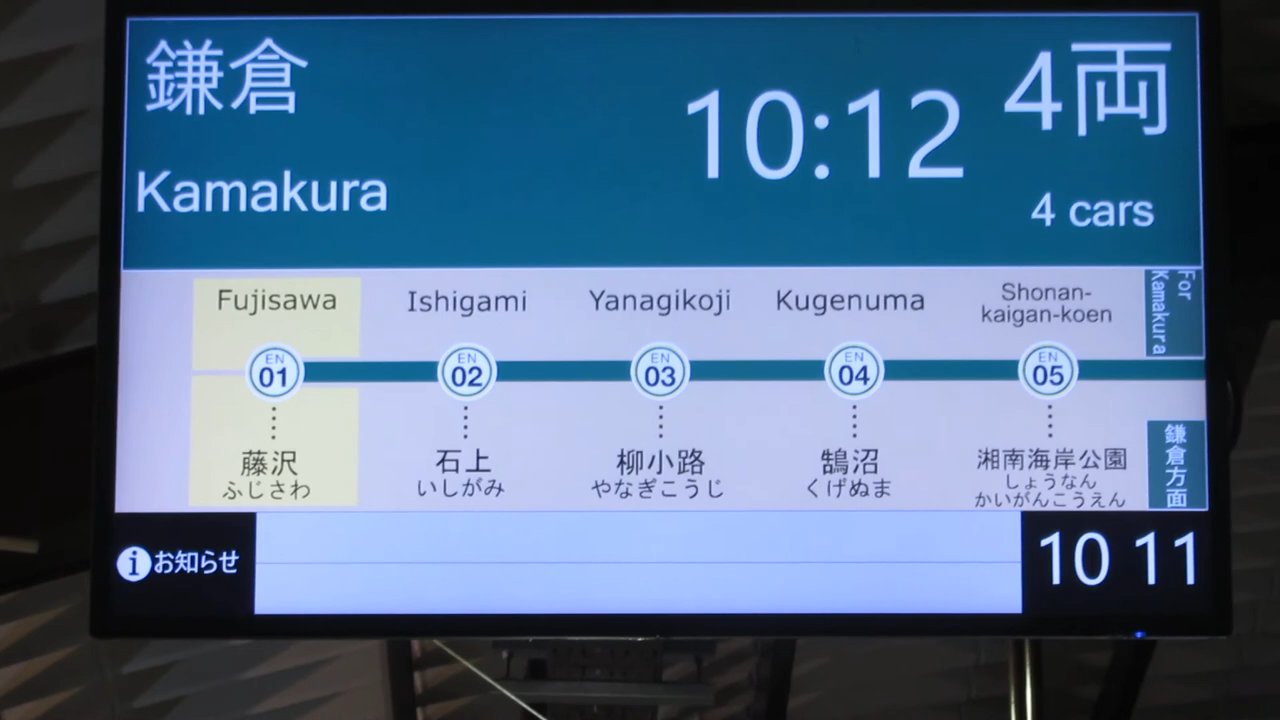 鎌倉
Kamakura
10:12
4両
4 cars
Fujisawa
Ishigami
Yanagikoji
Kugenuma
Shonan-
kaigan-koen
For
Kamakura
EN
01
EN
02
EN
03
EN
04
EN
05
藤沢
ふじさわ
石上
いしがみ
柳小路
やなぎこうじ
鵠沼
くげぬま
湘南海岸公園
しょうなん
かいがんこうえん
鎌倉方面
i お知らせ
10 11